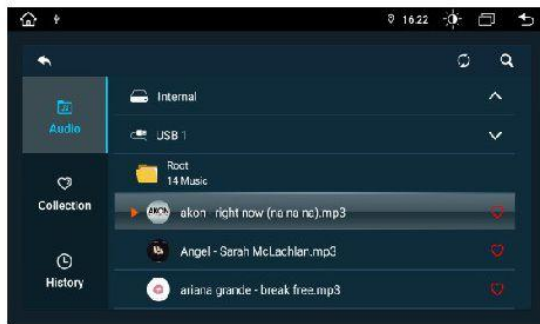 16:22
Internal
Audio
USB 1
Root
14 Music
Collection
akon - right now (na na na).mp3
Angel - Sarah McLachlan.mp3
History
ariana grande - break free.mp3